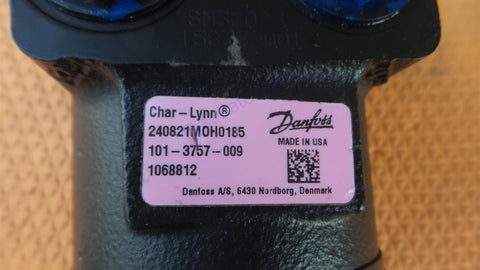 Char-Lynn®
Danfoss
240821MOH0185
MADE IN USA
101-3757-009
1068812
Danfoss A/S, 6430 Nordborg, Denmark